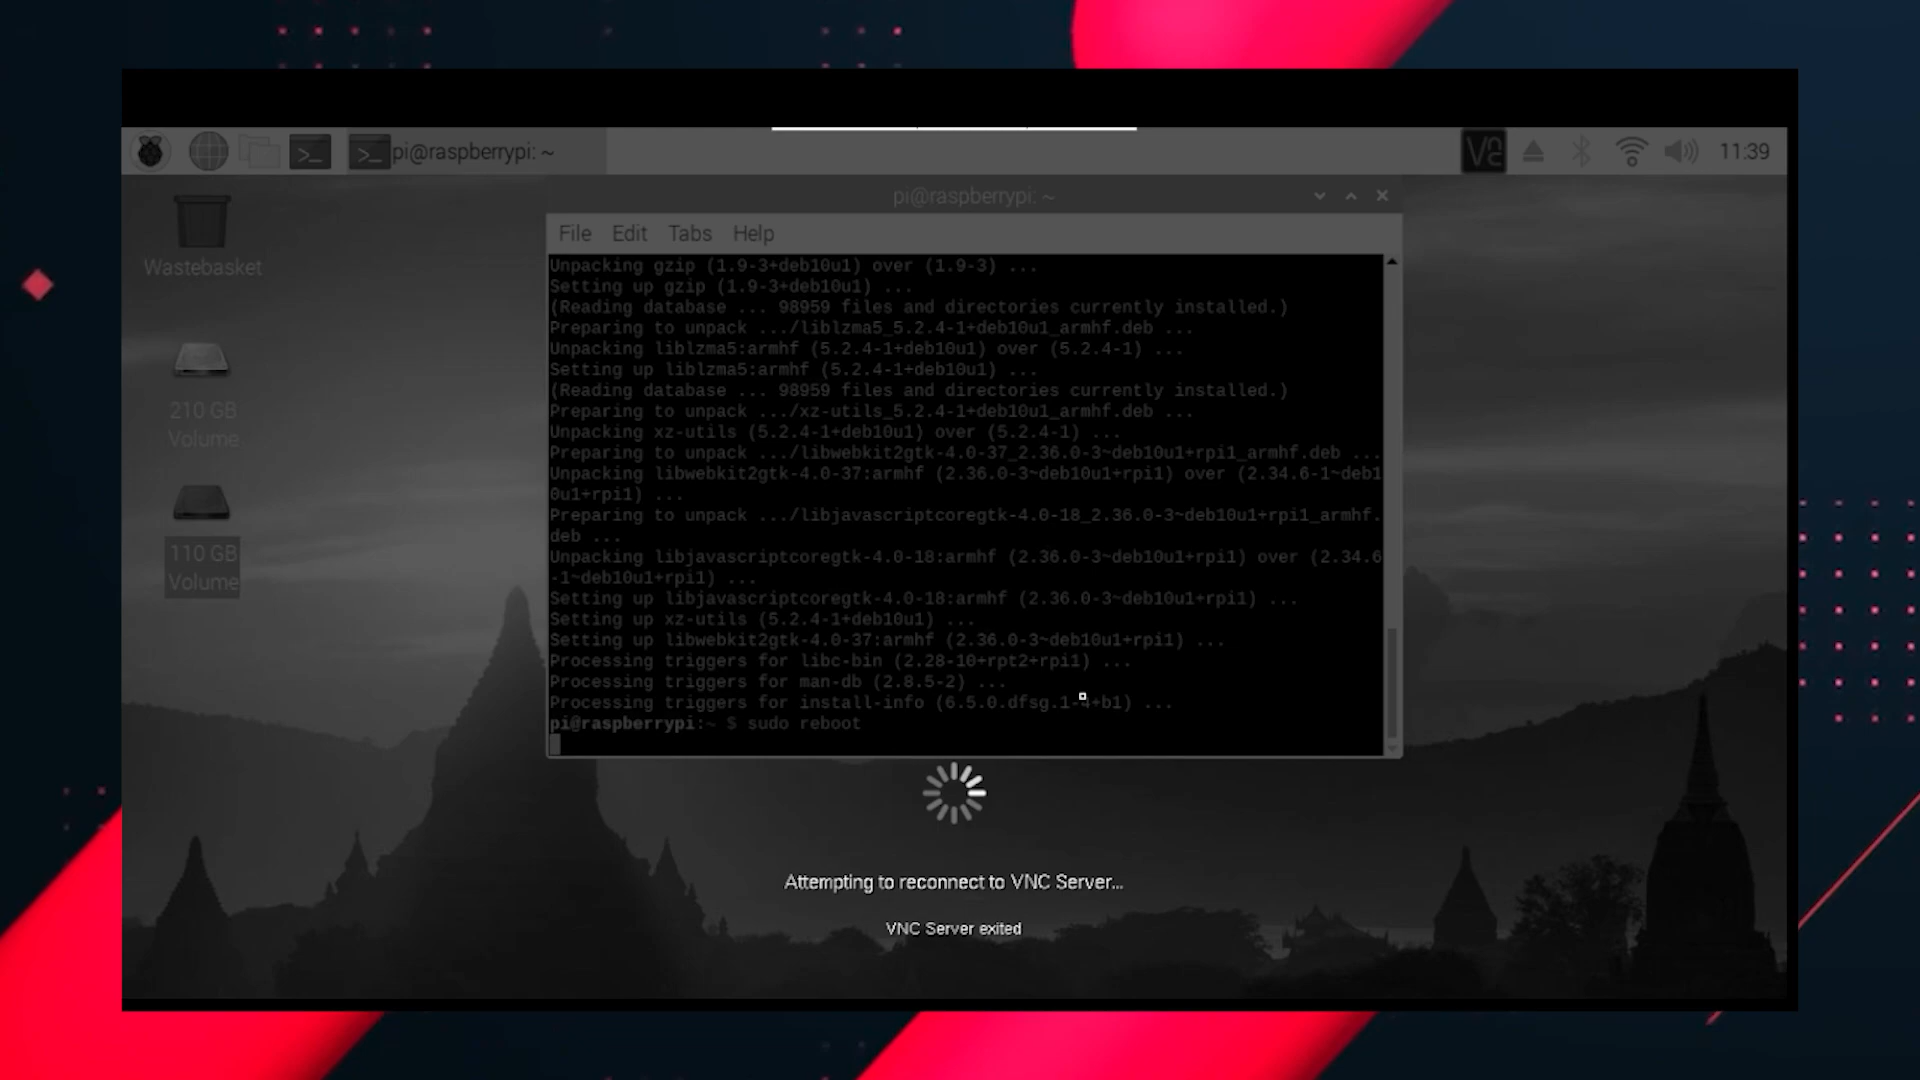 pi@raspberrypi: ~
11:39
Wastebasket
210 GB
Volume
110 GB
Volume
pi@raspberrypi: ~
File Edit Tabs Help
Unpacking gzip (1.9-3+deb10u1) over (1.9-3) ...
Setting up gzip (1.9-3+deb10u1) ...
(Reading database ... 98959 files and directories currently installed.)
Preparing to unpack .../liblzma5_5.2.4-1+deb10u1_armhf.deb ...
Unpacking liblzma5:armhf (5.2.4-1+deb10u1) over (5.2.4-1) ...
Setting up liblzma5:armhf (5.2.4-1+deb10u1) ...
(Reading database ... 98959 files and directories currently installed.)
Preparing to unpack .../xz-utils_5.2.4-1+deb10u1_armhf.deb ...
Unpacking xz-utils (5.2.4-1+deb10u1) over (5.2.4-1) ...
Preparing to unpack .../libwebkit2gtk-4.0-37_2.36.0-3~deb10u1+rpi1_armhf.deb ...
Unpacking libwebkit2gtk-4.0-37:armhf (2.36.0-3~deb10u1+rpi1) over (2.34.6-1~deb1
0u1+rpi1) ...
Preparing to unpack .../libjavascriptcoregtk-4.0-18_2.36.0-3~deb10u1+rpi1_armhf.
deb ...
Unpacking libjavascriptcoregtk-4.0-18:armhf (2.36.0-3~deb10u1+rpi1) over (2.34.6
-1~deb10u1+rpi1) ...
Setting up libjavascriptcoregtk-4.0-18:armhf (2.36.0-3~deb10u1+rpi1) ...
Setting up xz-utils (5.2.4-1+deb10u1) ...
Setting up libwebkit2gtk-4.0-37:armhf (2.36.0-3~deb10u1+rpi1) ...
Processing triggers for libc-bin (2.28-10+rpt2+rpi1) ...
Processing triggers for man-db (2.8.5-2) ...
Processing triggers for install-info (6.5.0.dfsg.1-4+b1) ...
pi@raspberrypi:~ $ sudo reboot
Attempting to reconnect to VNC Server...
VNC Server exited